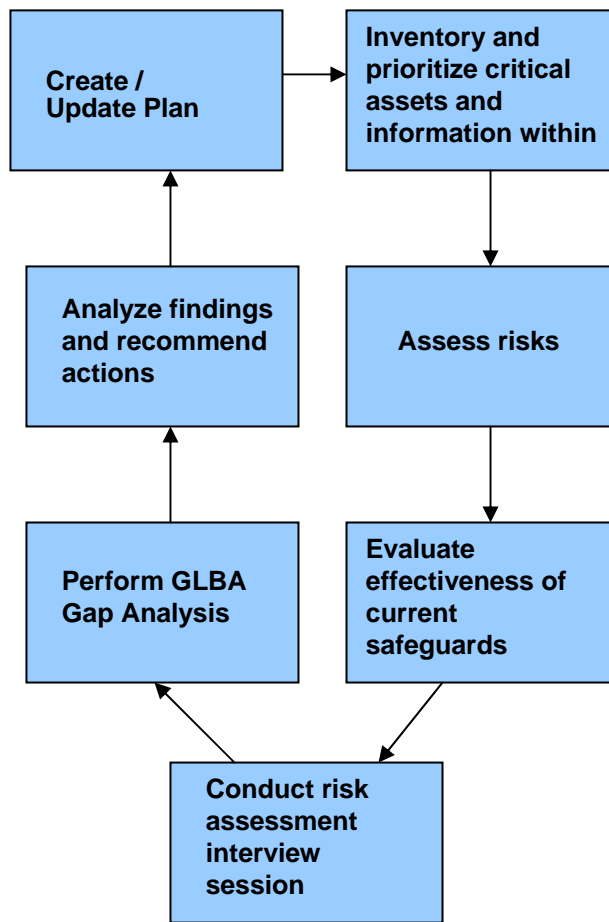 Create /
Update Plan
Inventory and
prioritize critical
assets and
information within
Assess risks
Evaluate
effectiveness of
current
safeguards
Conduct risk
assessment
interview
session
Perform GLBA
Gap Analysis
Analyze findings
and recommend
actions